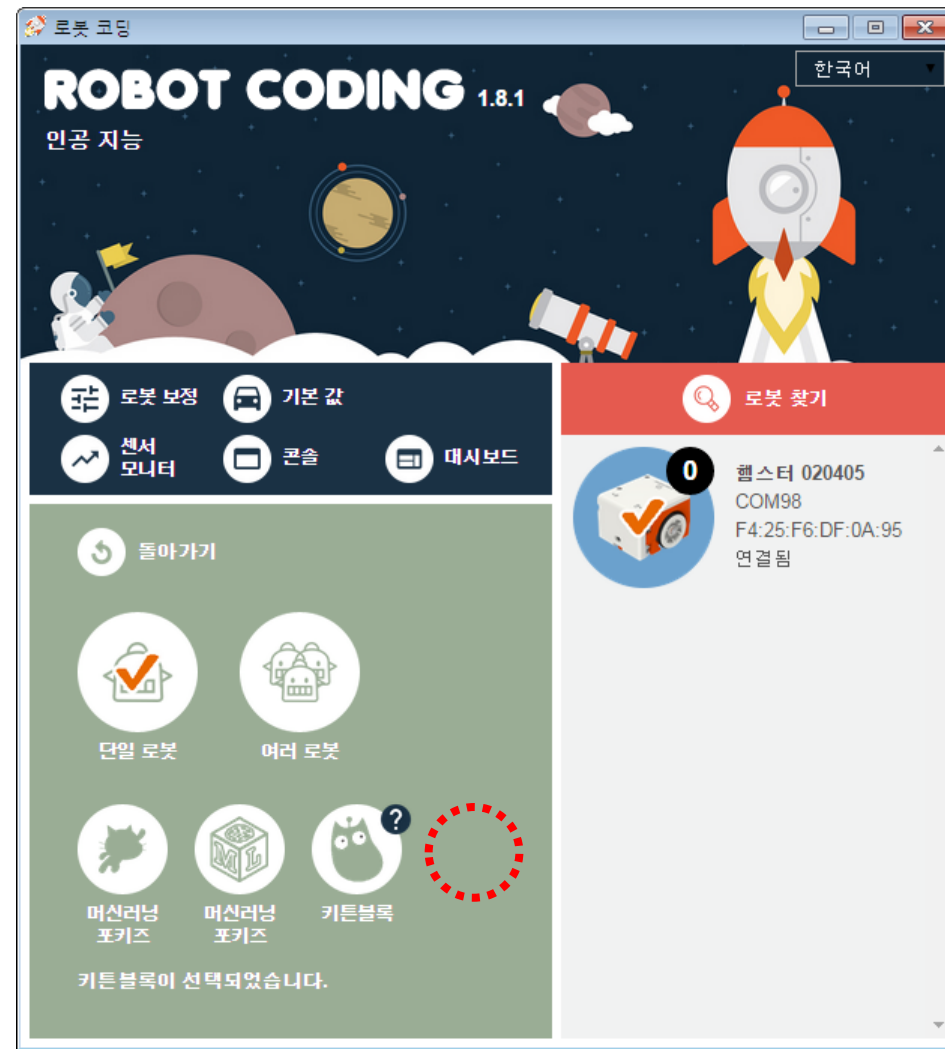 로봇 코딩
한국어
ROBOT CODING 1.8.1
인공 지능
로봇 보정
기본 값
센서
모니터
콘솔
대시보드
로봇 찾기
0
햄스터 020405
COM98
F4:25:F6:DF:0A:95
연결됨
돌아가기
단일 로봇
여러 로봇
?
ML
머신러닝
포키즈
머신러닝
포키즈
키튼블록
키튼블록이 선택되었습니다.